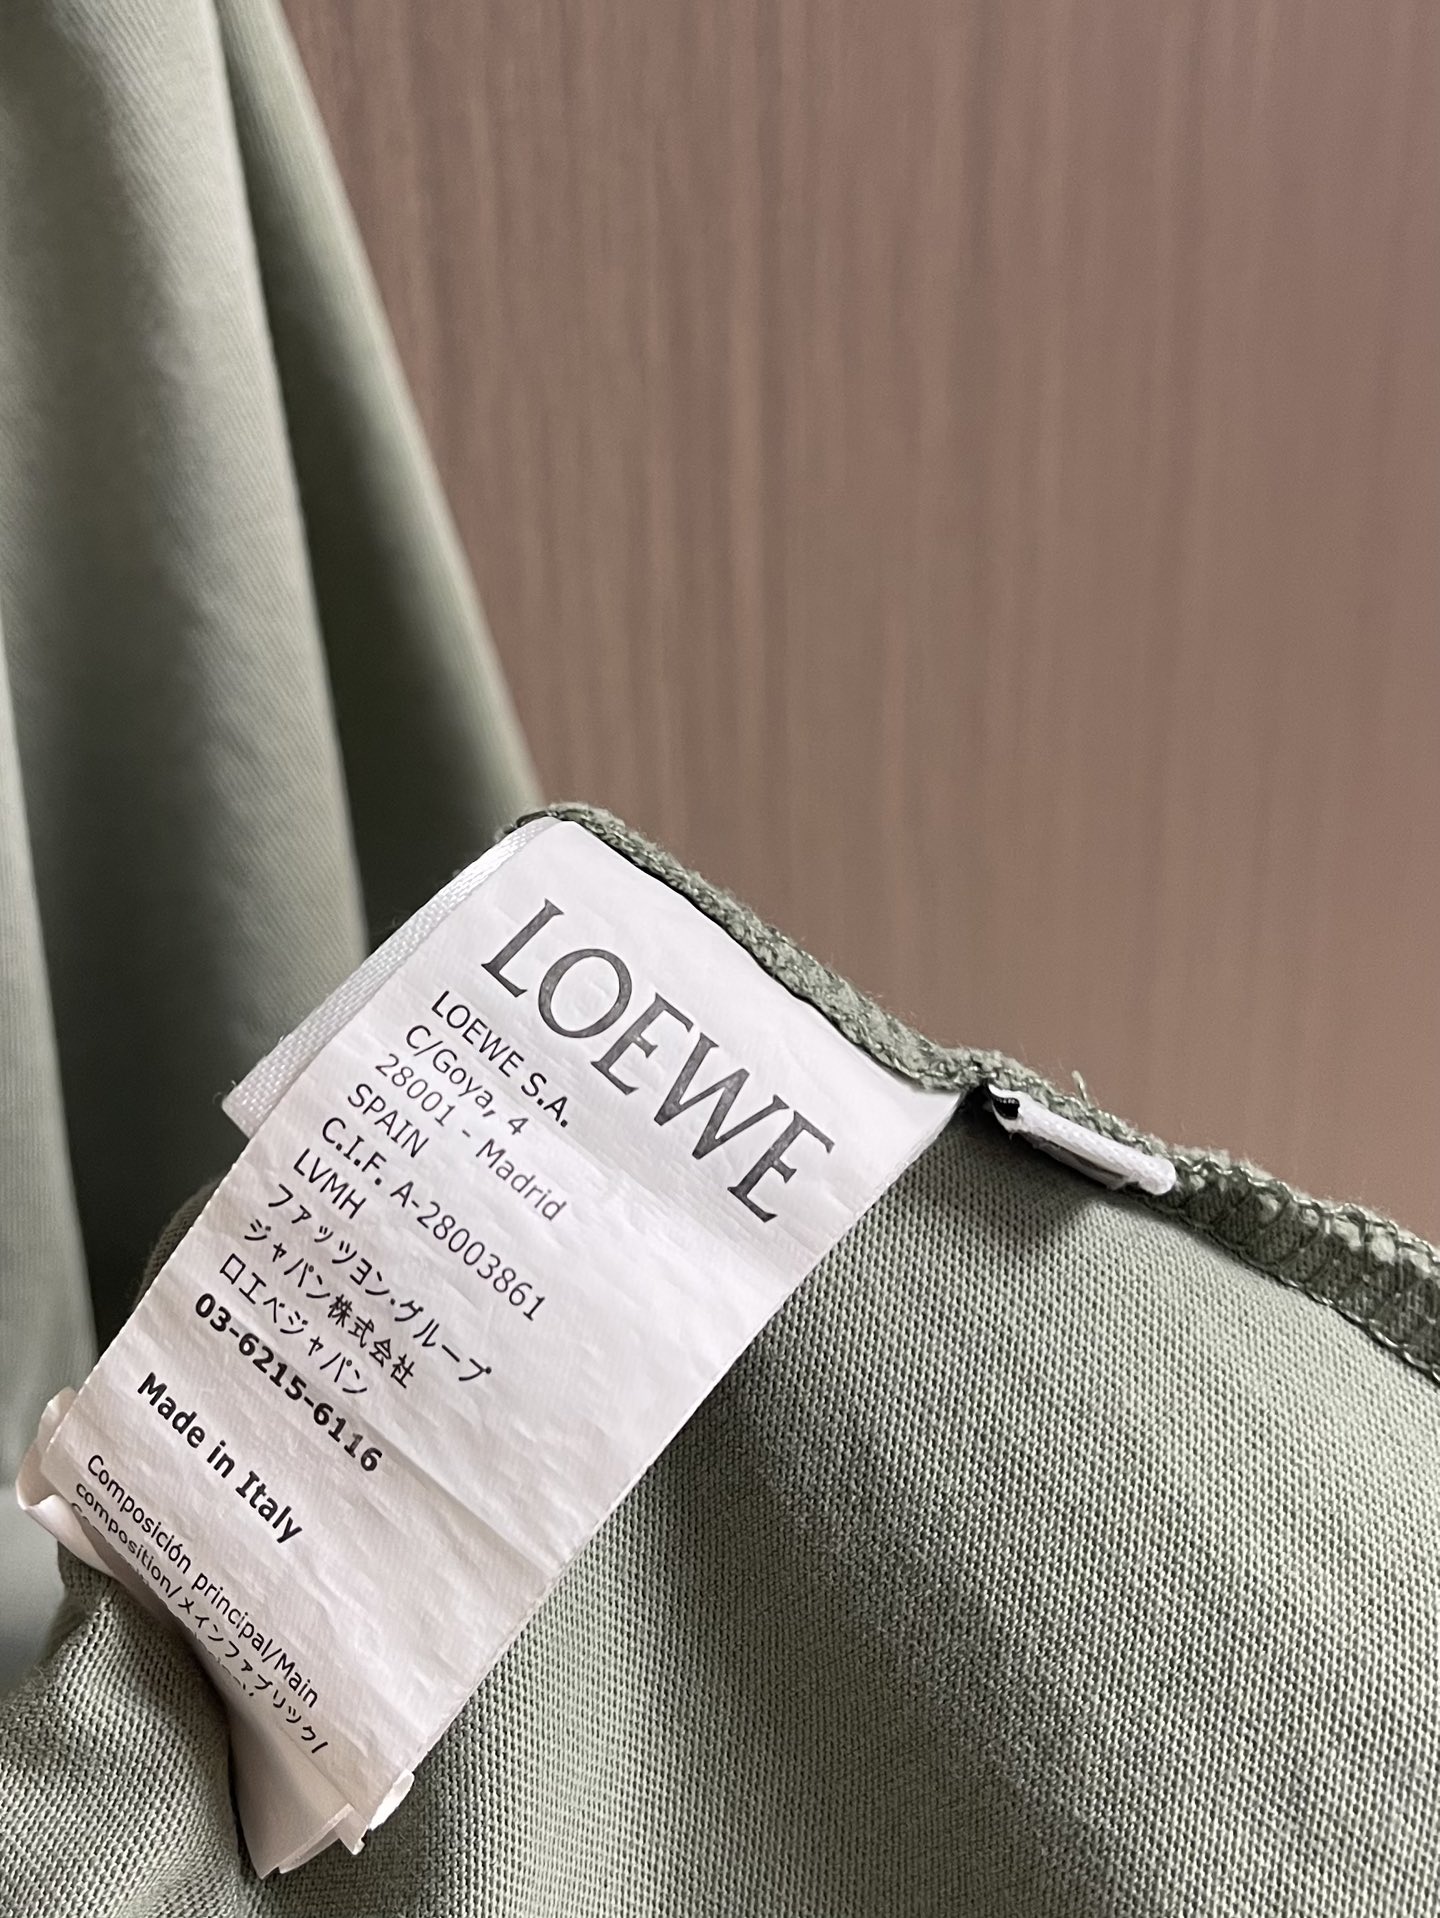 LOEWE
LOEWE S.A.
C/Goya, 4
28001 - Madrid
SPAIN
C.I.F. A-28003861
LVMH
ファッツヨン·グループ
ジャパン株式会社
ロエベジャパン
03-6215-6116
Made in Italy
Composición principal/Main
composition/メインファブリック/